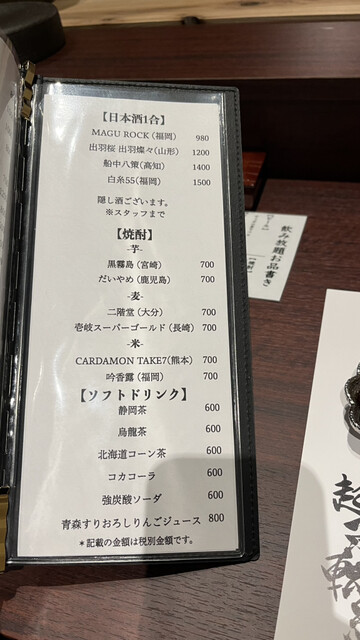 【日本酒1合】
MAGU ROCK (福岡) 980
出羽桜 出羽燦々(山形) 1200
船中八策(高知) 1400
白糸55(福岡) 1500
隠し酒ございます。
※スタッフまで
【焼酎】
-芋-
黒霧島 (宮崎) 700
だいやめ (鹿児島) 700
-麦-
二階堂 (大分) 700
壱岐スーパーゴールド (長崎) 700
-米-
CARDAMON TAKE7(熊本) 700
吟香露 (福岡) 700
【ソフトドリンク】
静岡茶 600
烏龍茶 600
北海道コーン茶 600
コカコーラ 600
強炭酸ソーダ 600
青森すりおろしりんごジュース 800
*記載の金額は税別金額です。
飲み放題お品書き